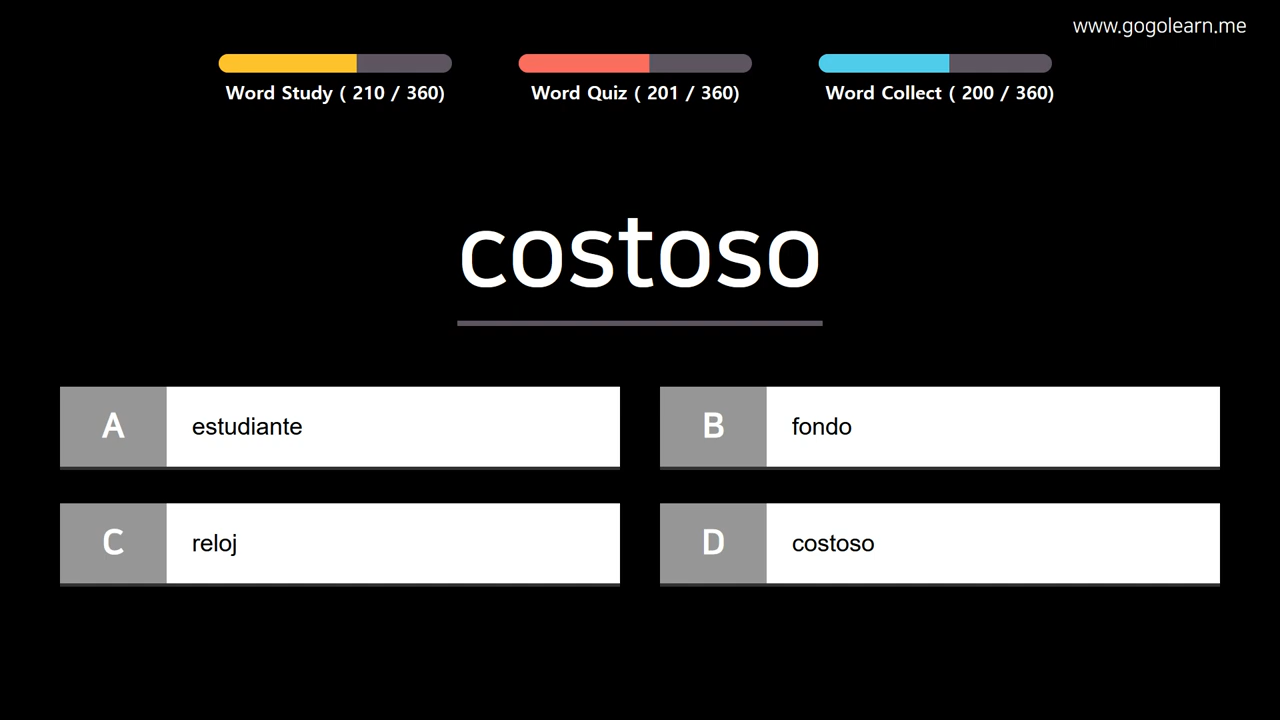 www.gogolearn.me
Word Study ( 210 / 360)
Word Quiz ( 201 / 360)
Word Collect ( 200 / 360)
costoso
A estudiante
B fondo
C reloj
D costoso